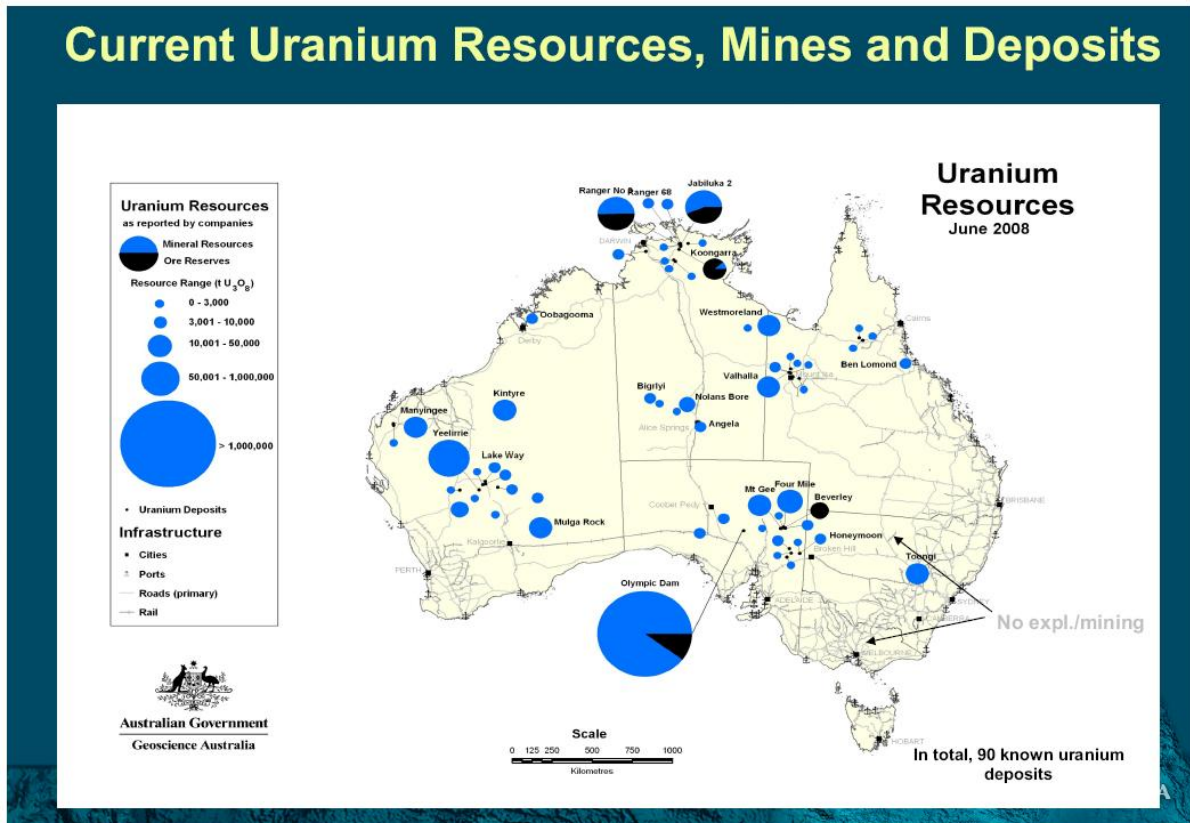 Current Uranium Resources, Mines and Deposits
Uranium
Resources
June 2008
Uranium Resources
as reported by companies
Mineral Resources
Ore Reserves
Resource Range (t U3O8)
0 - 3,000
3,001 - 10,000
10,001 - 50,000
50,001 - 1,000,000
> 1,000,000
Uranium Deposits
Infrastructure
Cities
Ports
Roads (primary)
Rail
Ranger No
Ranger 68
Jabiluka 2
DARWIN
Koongarra
Oobagooma
Derby
Westmoreland
Cairns
Ben Lomond
Valhalla
Mount Isa
Kintyre
Bigrlyi
Nolans Bore
Alice Springs
Angela
Manyingee
Yeelirrie
Lake Way
Mt Gee
Four Mile
Beverley
Coober Pedy
BRISBANE
Mulga Rock
Honeymoon
Kalgoorlie
Broken Hill
Toongi
PERTH
Olympic Dam
ADELAIDE
SYDNEY
CANBERRA
No expl./mining
MELBOURNE
HOBART
Australian Government
Geoscience Australia
Scale
0 125 250 500 750 1000
Kilometres
In total, 90 known uranium
deposits
A